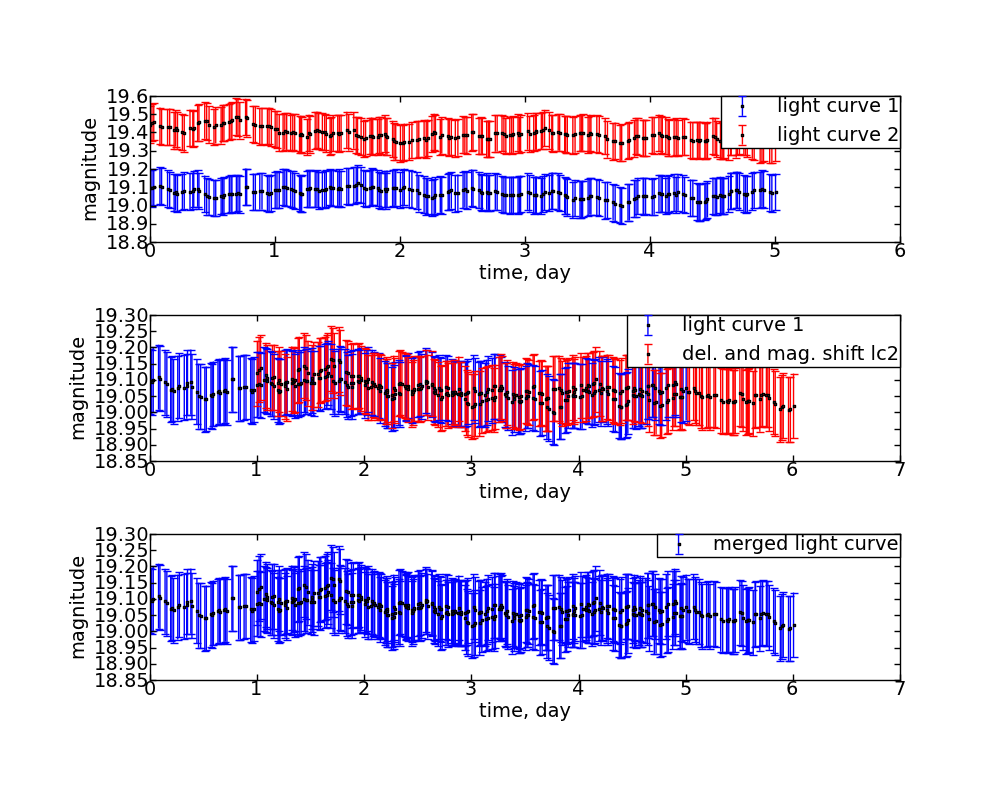 19.6
19.5
19.4
19.3
19.2
19.1
19.0
18.9
18.8
magnitude
light curve 1
light curve 2
0 1 2 3 4 5 6
time, day
19.30
19.25
19.20
19.15
19.10
19.05
19.00
18.95
18.90
18.85
magnitude
light curve 1
del. and mag. shift lc2
0 1 2 3 4 5 6 7
time, day
19.30
19.25
19.20
19.15
19.10
19.05
19.00
18.95
18.90
18.85
magnitude
merged light curve
0 1 2 3 4 5 6 7
time, day